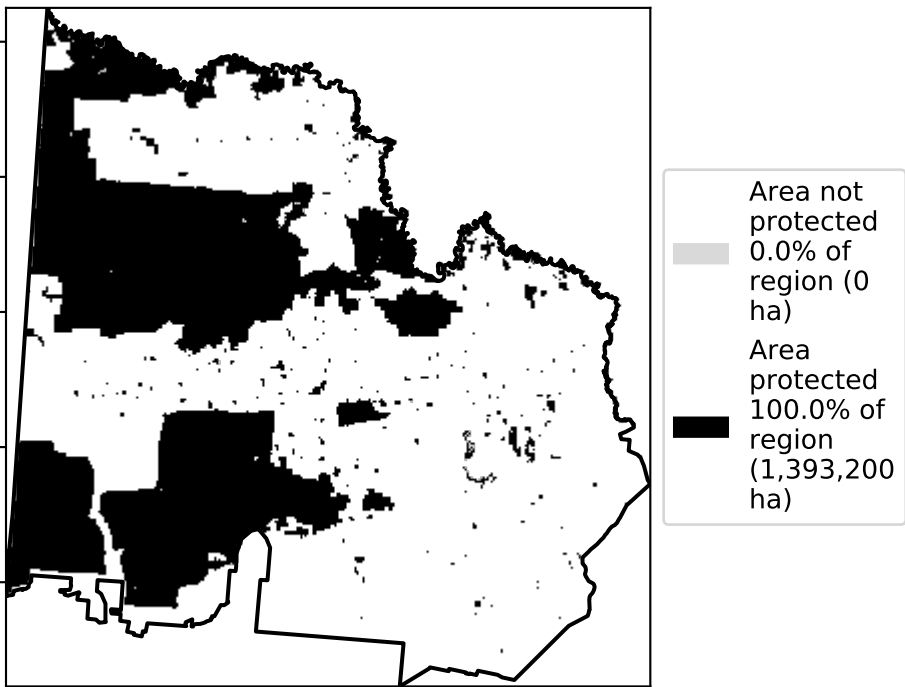 Area not
protected
0.0% of
region (0
ha)
Area
protected
100.0% of
region
(1,393,200
ha)